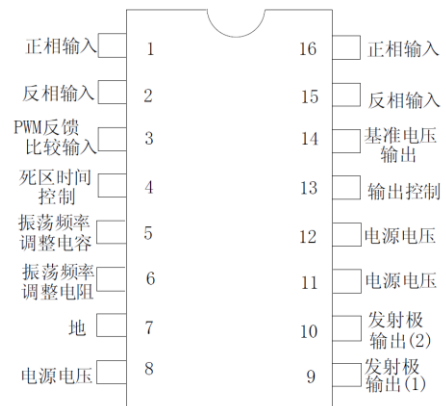 正相输入 1 16 正相输入
反相输入 2 15 反相输入
PWM反馈
比较输入 3 14 基准电压
输出
死区时间
控制 4 13 输出控制
振荡频率
调整电容 5 12 电源电压
振荡频率
调整电阻 6 11 电源电压
地 7 10 发射极
输出(2)
电源电压 8 9 发射极
输出(1)